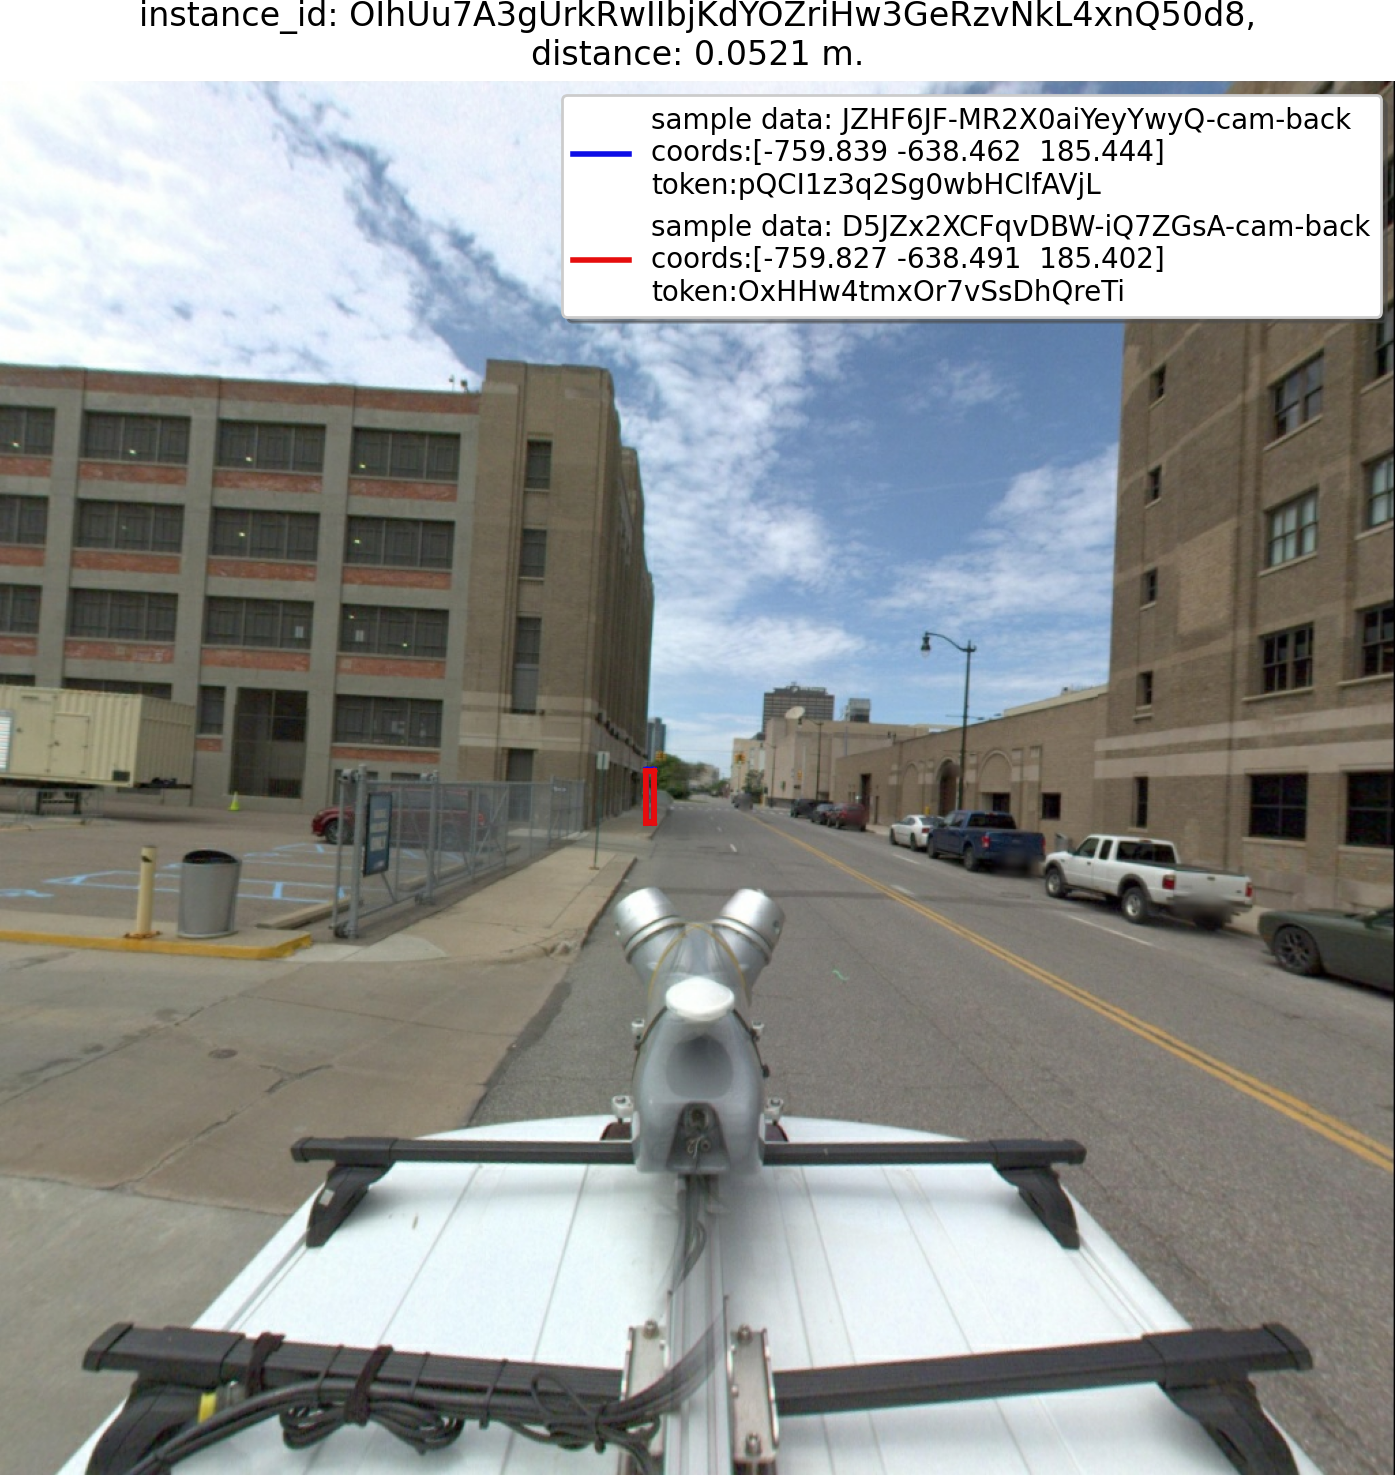 instance_id: OIhUu7A3gUrkRwIIbjKdYOZriHw3GeRzvNkL4xnQ50d8,
distance: 0.0521 m.
sample data: JZHF6JF-MR2X0aiYeyYwyQ-cam-back
coords:[-759.839 -638.462  185.444]
token:pQCI1z3q2Sg0wbHClfAVjL
sample data: D5JZx2XCFqvDBW-iQ7ZGsA-cam-back
coords:[-759.827 -638.491  185.402]
token:OxHHw4tmxOr7vSsDhQreTi